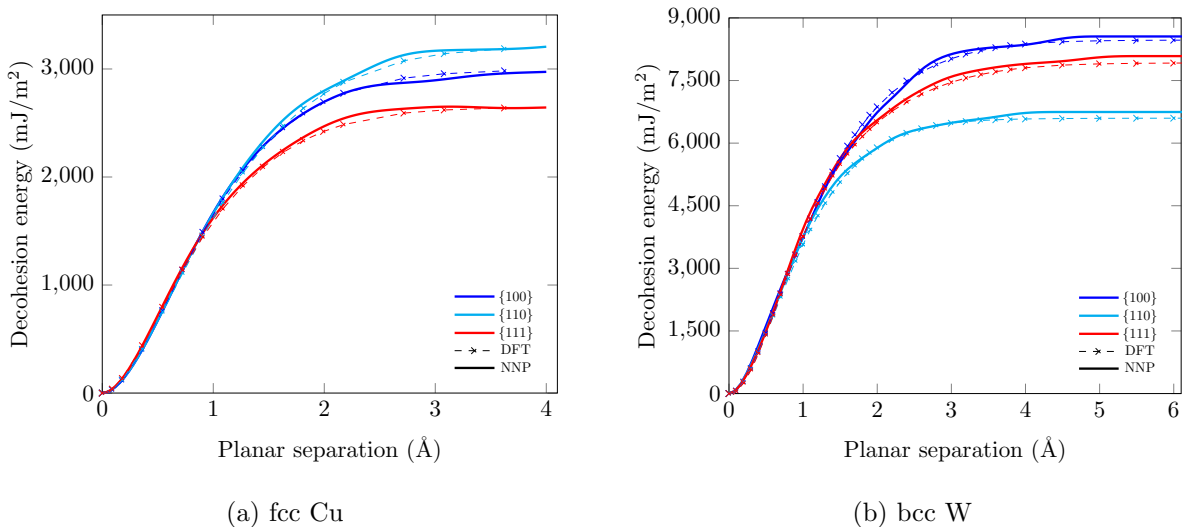 Decohesion energy (mJ/m²)
3,000
2,000
1,000
0
0 1 2 3 4
Planar separation (Å)
{100}
{110}
{111}
DFT
NNP
(a) fcc Cu
Decohesion energy (mJ/m²)
9,000
7,500
6,000
4,500
3,000
1,500
0
0 1 2 3 4 5 6
Planar separation (Å)
{100}
{110}
{111}
DFT
NNP
(b) bcc W